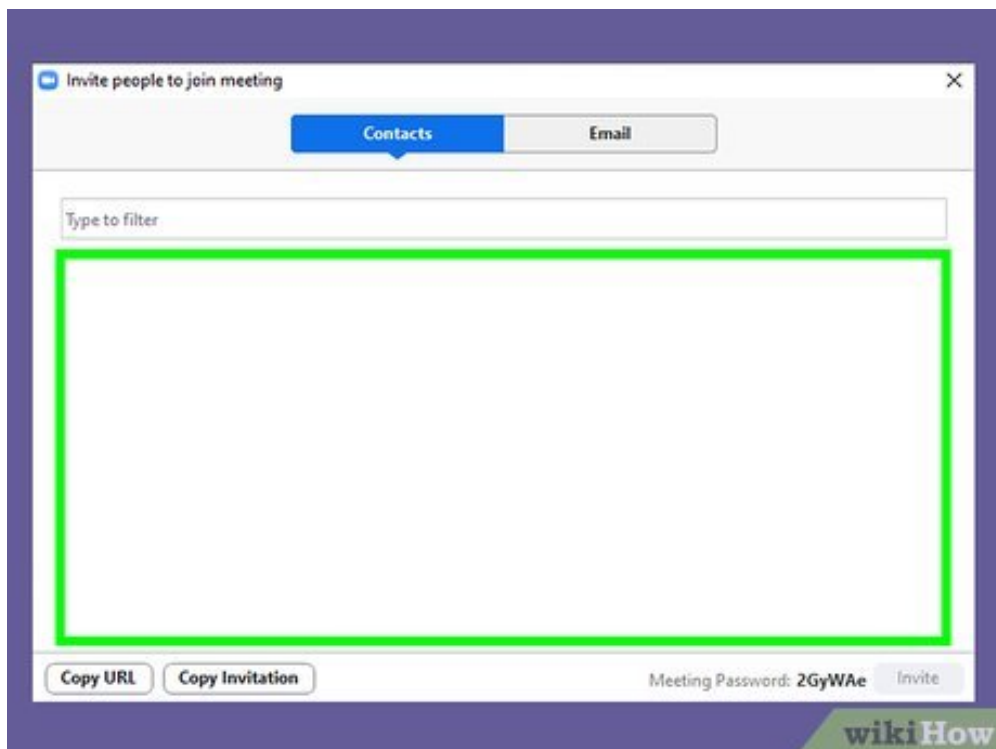 Invite people to join meeting
Contacts Email
Type to filter
Copy URL Copy Invitation Meeting Password: 2GyWAe Invite
wikiHow